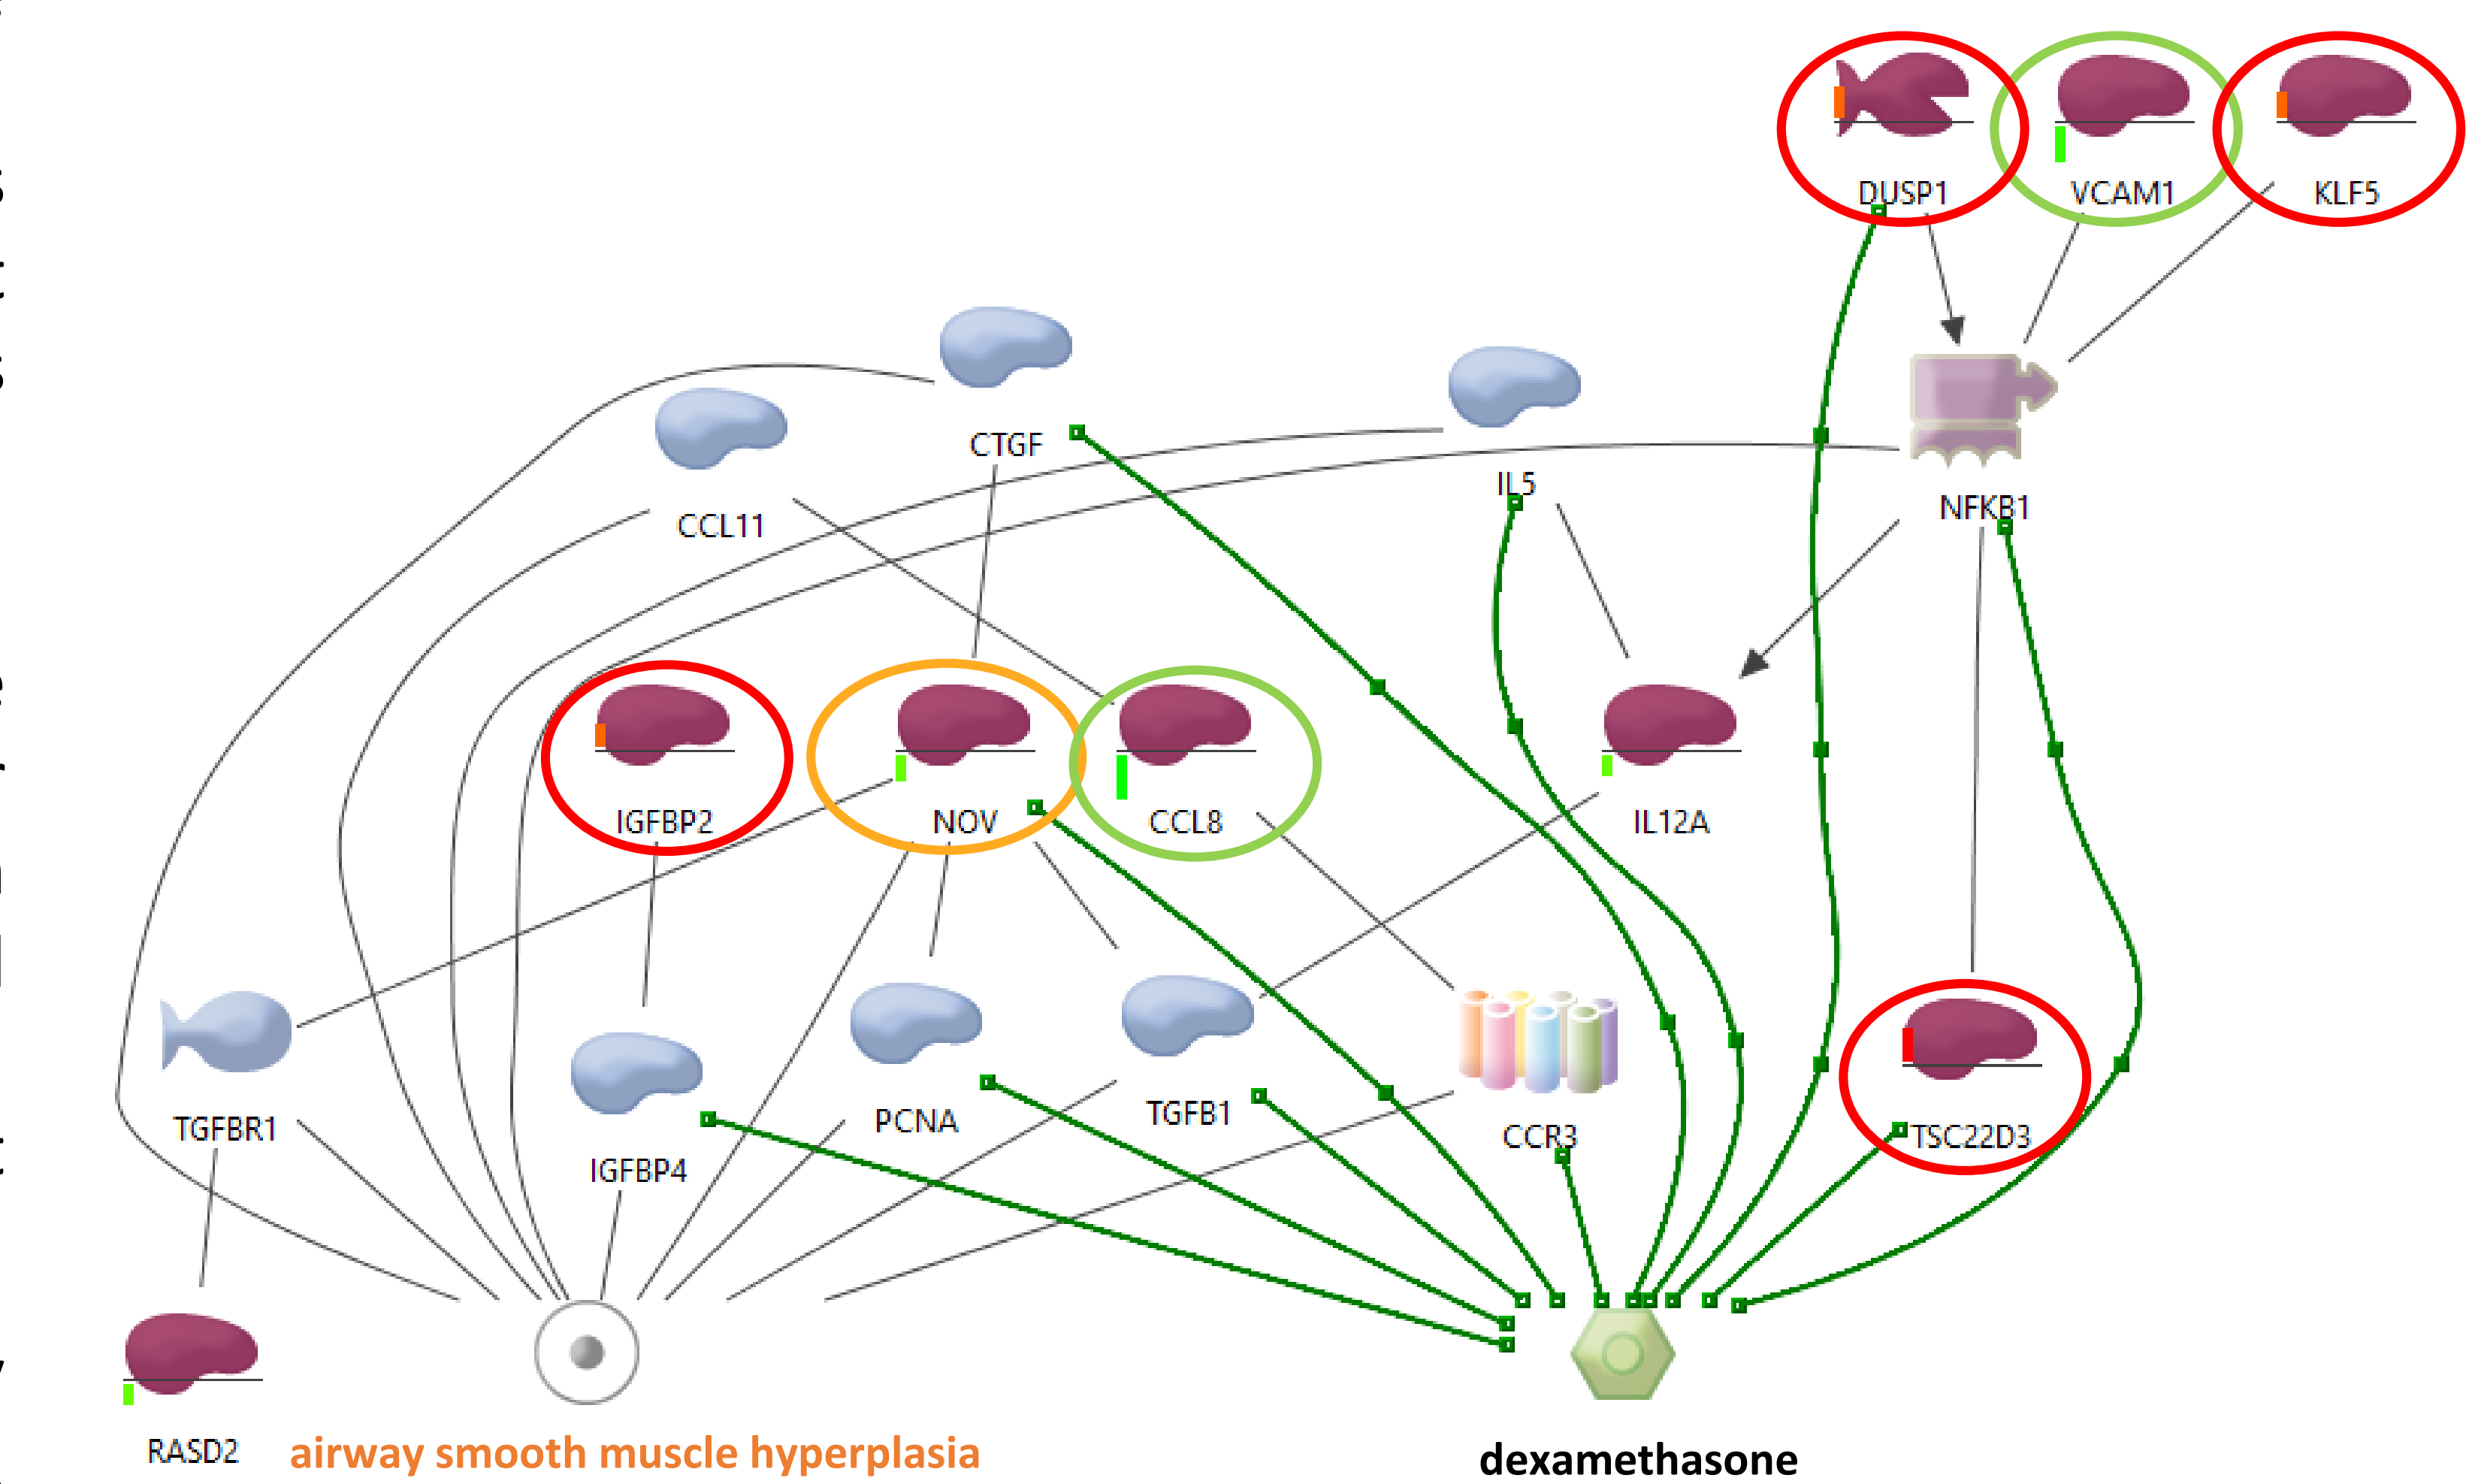 DUSP1
VCAM1
KLF5
CTGF
IL5
NFKB1
CCL11
IGFBP2
NOV
CCL8
IL12A
TGFBR1
IGFBP4
PCNA
TGFB1
CCR3
TSC22D3
RASD2
airway smooth muscle hyperplasia
dexamethasone